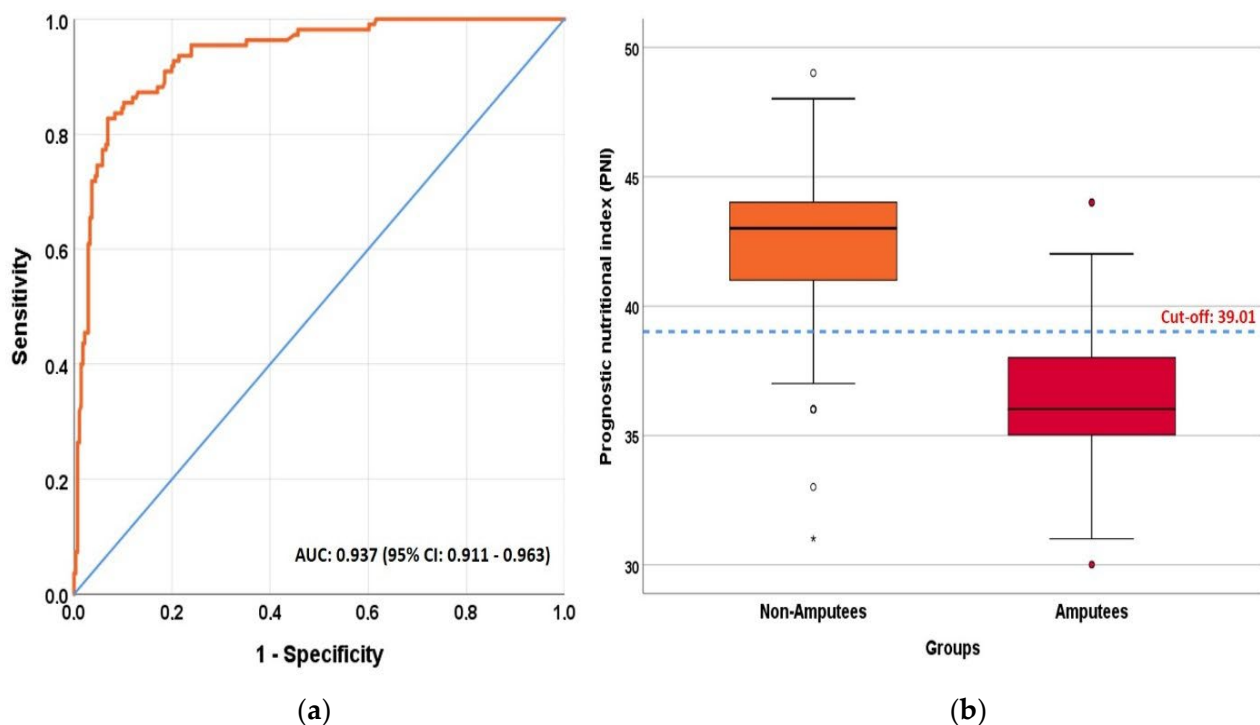 1.0
0.8
0.6
0.4
0.2
0.0
Sensitivity
AUC: 0.937 (95% CI: 0.911 - 0.963)
0.0 0.2 0.4 0.6 0.8 1.0
1 - Specificity
(a)
50
45
40
35
30
Prognostic nutritional index (PNI)
Cut-off: 39.01
Non-Amputees Amputees
Groups
(b)